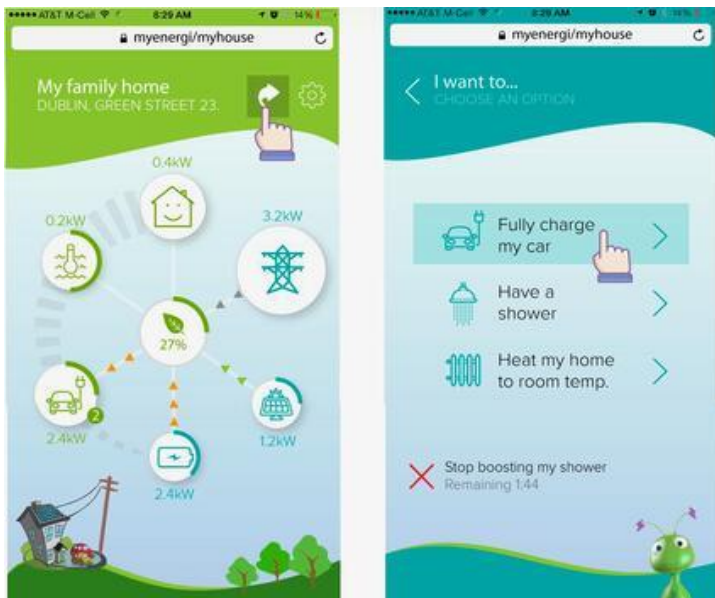 ●●●●● AT&T M-Cell 8:29 AM 14%
myenergi/myhouse
My family home
DUBLIN, GREEN STREET 23.
0.4kW
0.2kW
3.2kW
27%
2
2.4kW
1.2kW
2.4kW
●●●●● AT&T M-Cell 8:29 AM 14%
myenergi/myhouse
I want to...
CHOOSE AN OPTION
Fully charge
my car
Have a
shower
Heat my home
to room temp.
Stop boosting my shower
Remaining 1:44